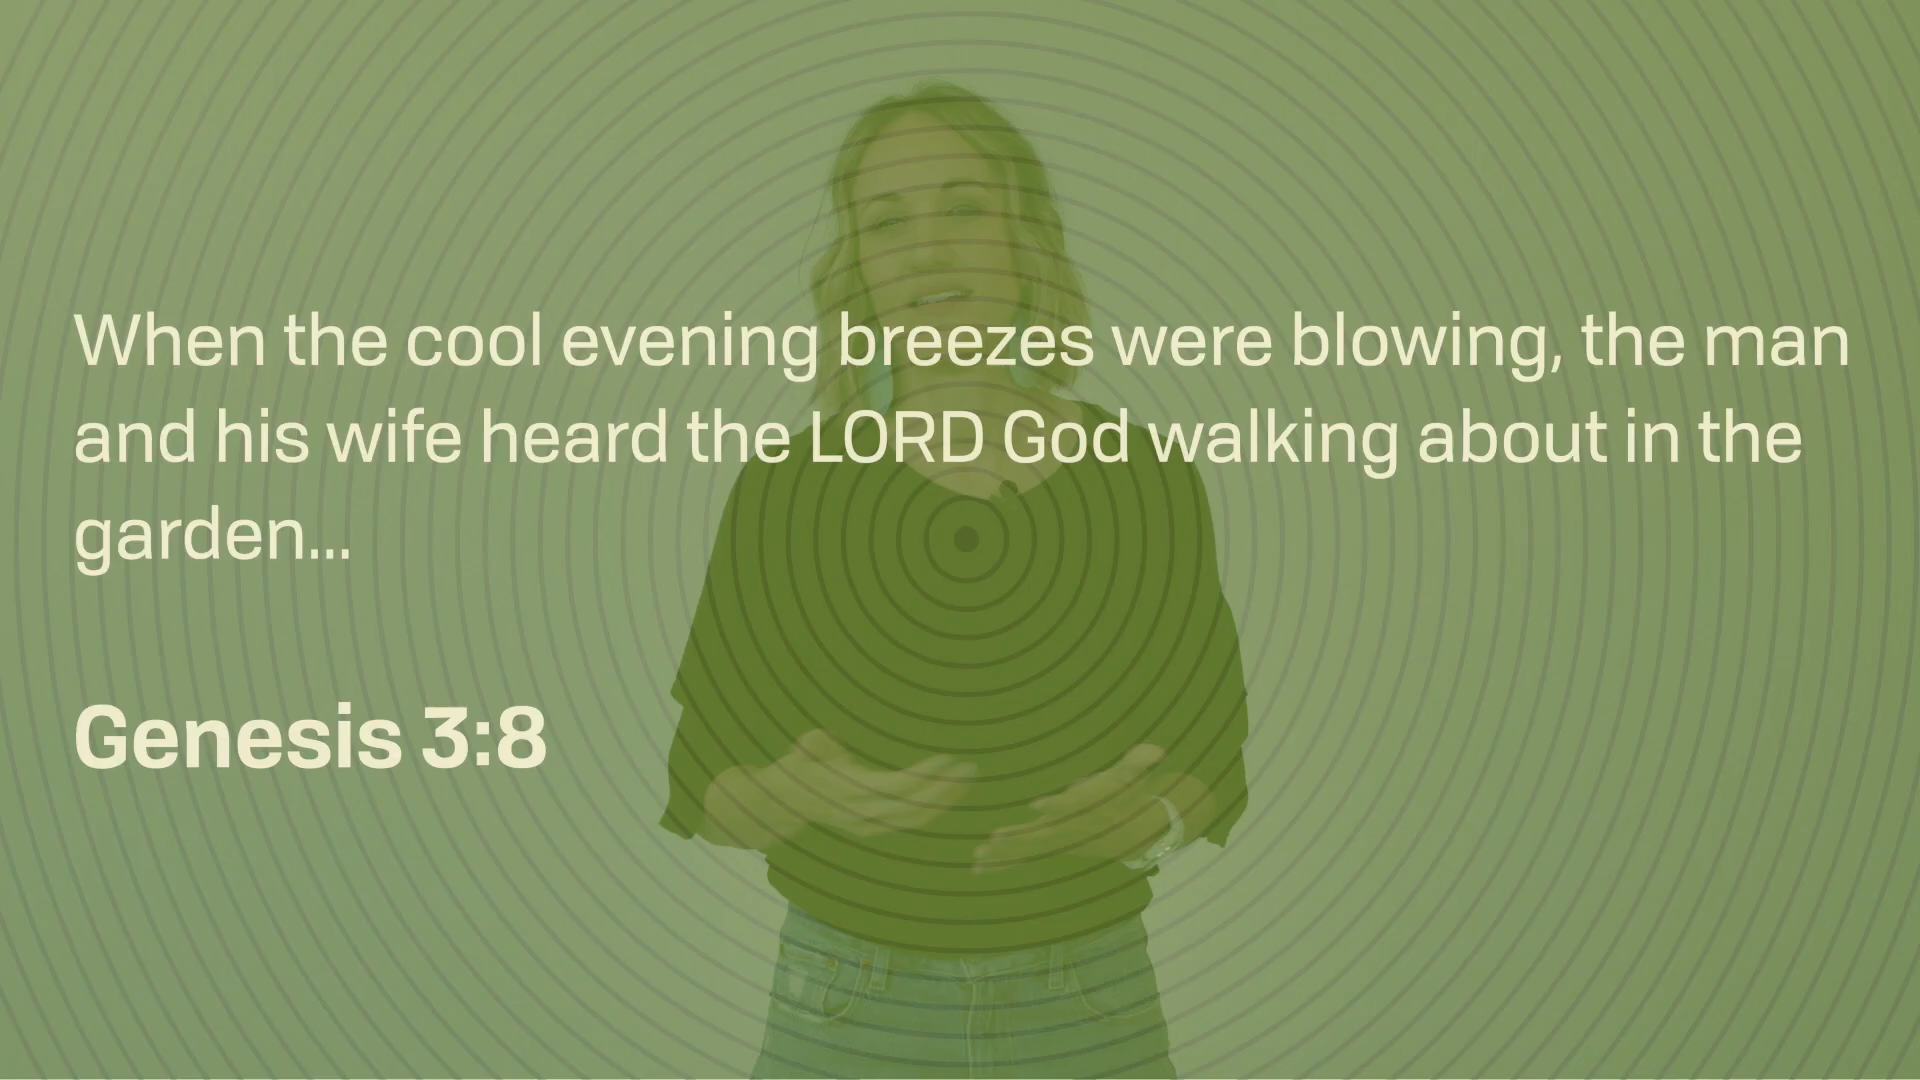 When the cool evening breezes were blowing, the man
and his wife heard the LORD God walking about in the
garden...
Genesis 3:8